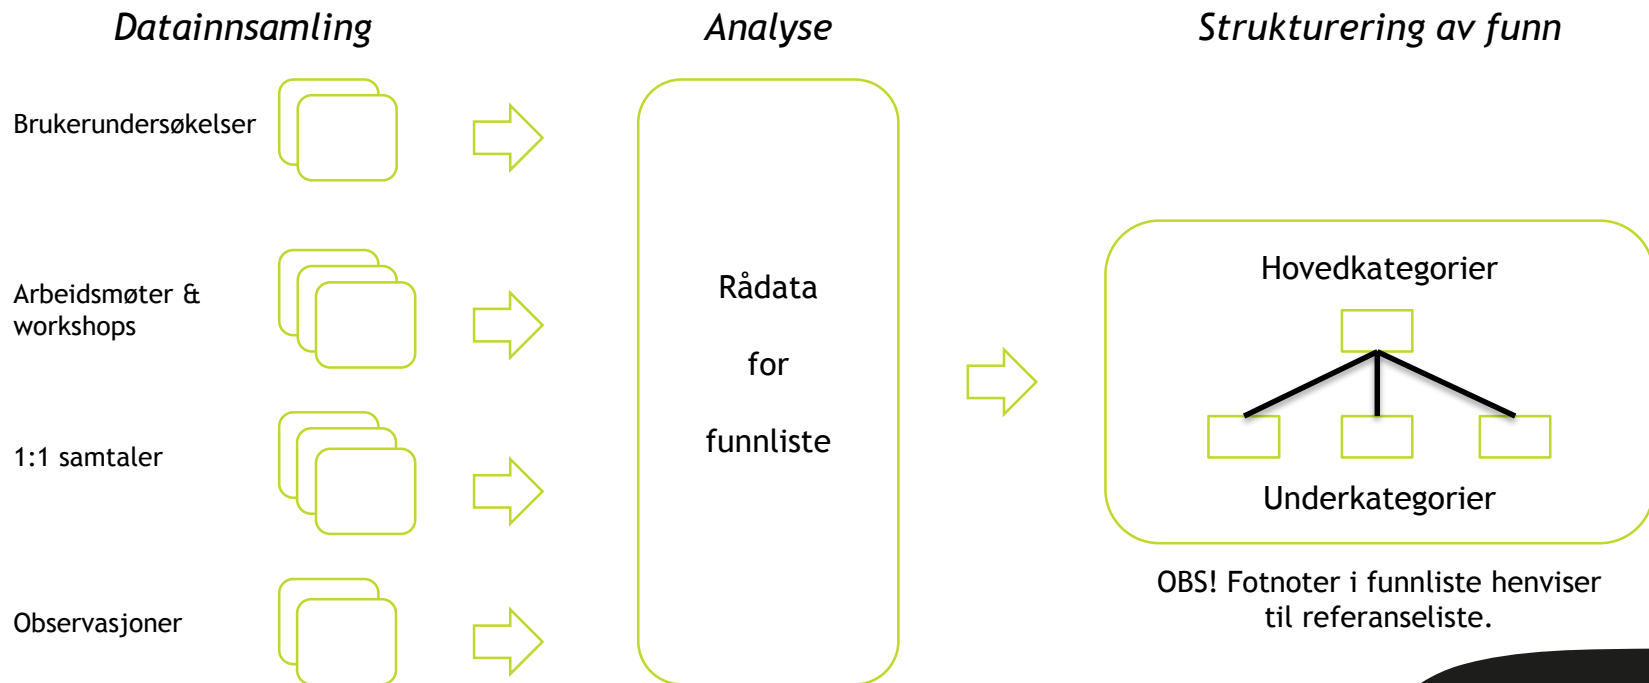 Datainnsamling
Analyse
Strukturering av funn
Brukerundersøkelser
Arbeidsmøter &
workshops
1:1 samtaler
Observasjoner
Rådata
for
funnliste
Hovedkategorier
Underkategorier
OBS! Fotnoter i funnliste henviser
til referanseliste.